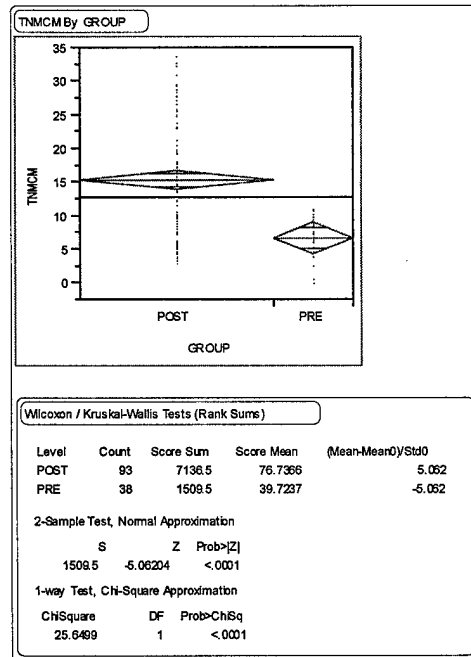 TNMCM By GROUP
35
30
25
20
15
10
5
0
TNMCM
POST PRE
GROUP
Wilcoxon / Kruskal-Wallis Tests (Rank Sums)
Level Count Score Sum Score Mean (Mean-Mean0)/Std0
POST 93 7136.5 76.7366 5.062
PRE 38 1509.5 39.7237 -5.062
2-Sample Test, Normal Approximation
S Z Prob>|Z|
1509.5 -5.06204 <.0001
1-way Test, Chi-Square Approximation
ChiSquare DF Prob>ChiSq
25.6499 1 <.0001